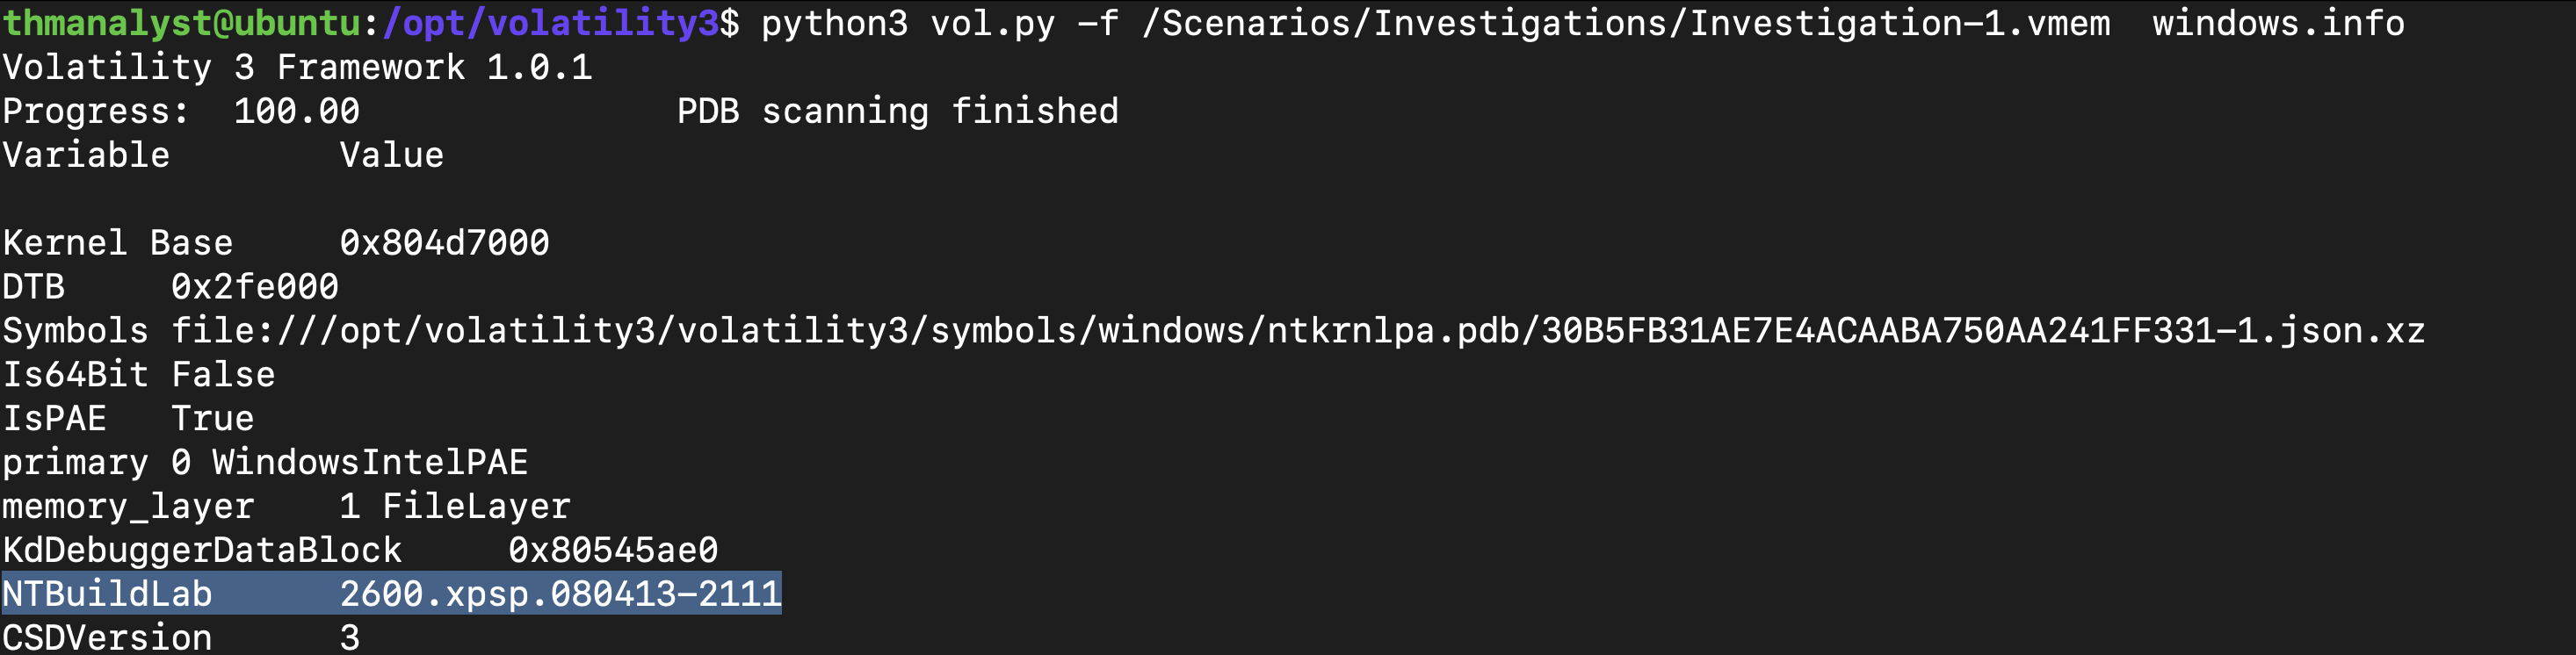 thmanalyst@ubuntu:/opt/volatility3$ python3 vol.py -f /Scenarios/Investigations/Investigation-1.vmem  windows.info
Volatility 3 Framework 1.0.1
Progress:  100.00               PDB scanning finished
Variable        Value

Kernel Base     0x804d7000
DTB     0x2fe000
Symbols file:///opt/volatility3/volatility3/symbols/windows/ntkrnlpa.pdb/30B5FB31AE7E4ACAABA750AA241FF331-1.json.xz
Is64Bit False
IsPAE   True
primary 0 WindowsIntelPAE
memory_layer    1 FileLayer
KdDebuggerDataBlock     0x80545ae0
NTBuildLab      2600.xpsp.080413-2111
CSDVersion      3